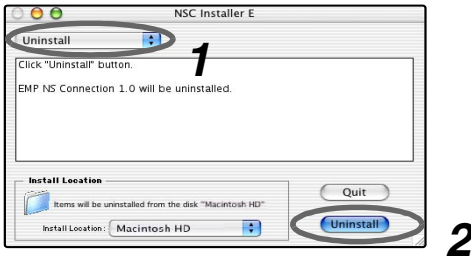 NSC Installer E
Uninstall
1
Click "Uninstall" button.
EMP NS Connection 1.0 will be uninstalled.
Install Location
Items will be uninstalled from the disk "Macintosh HD"
Install Location: Macintosh HD
Quit
Uninstall
2